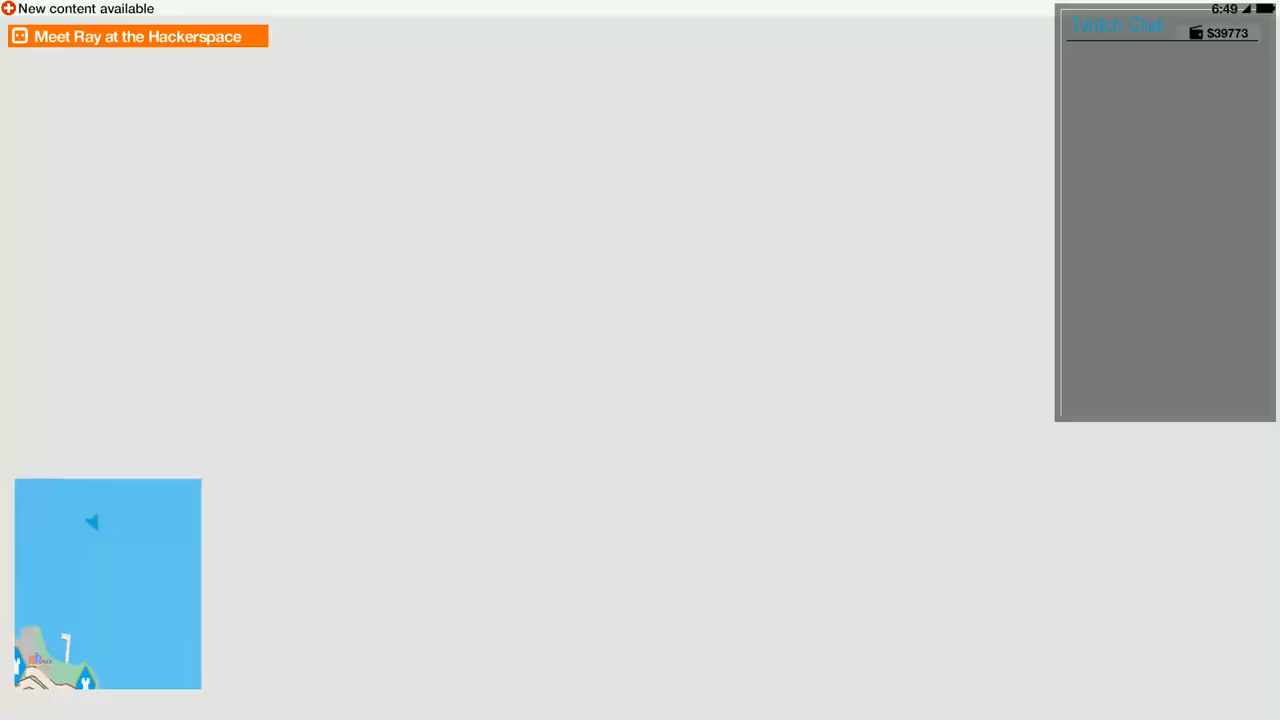 New content available
6:49
Meet Ray at the Hackerspace
Twitch Chat
$39773